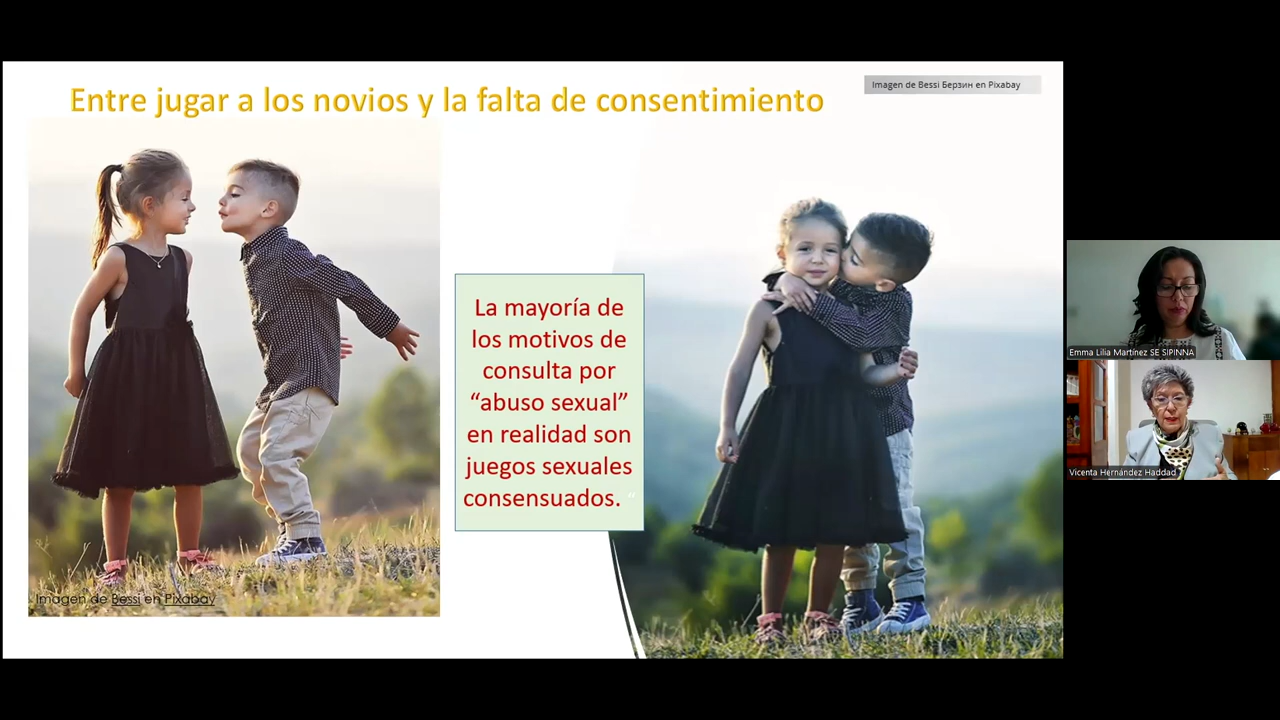 Entre jugar a los novios y la falta de consentimiento
Imagen de Bessi Берзин en Pixabay
La mayoría de
los motivos de
consulta por
“abuso sexual”
en realidad son
juegos sexuales
consensuados. “
Imagen de Bessi en Pixabay
Emma Lilia Martínez SE SIPINNA
Vicenta Hernández Haddad